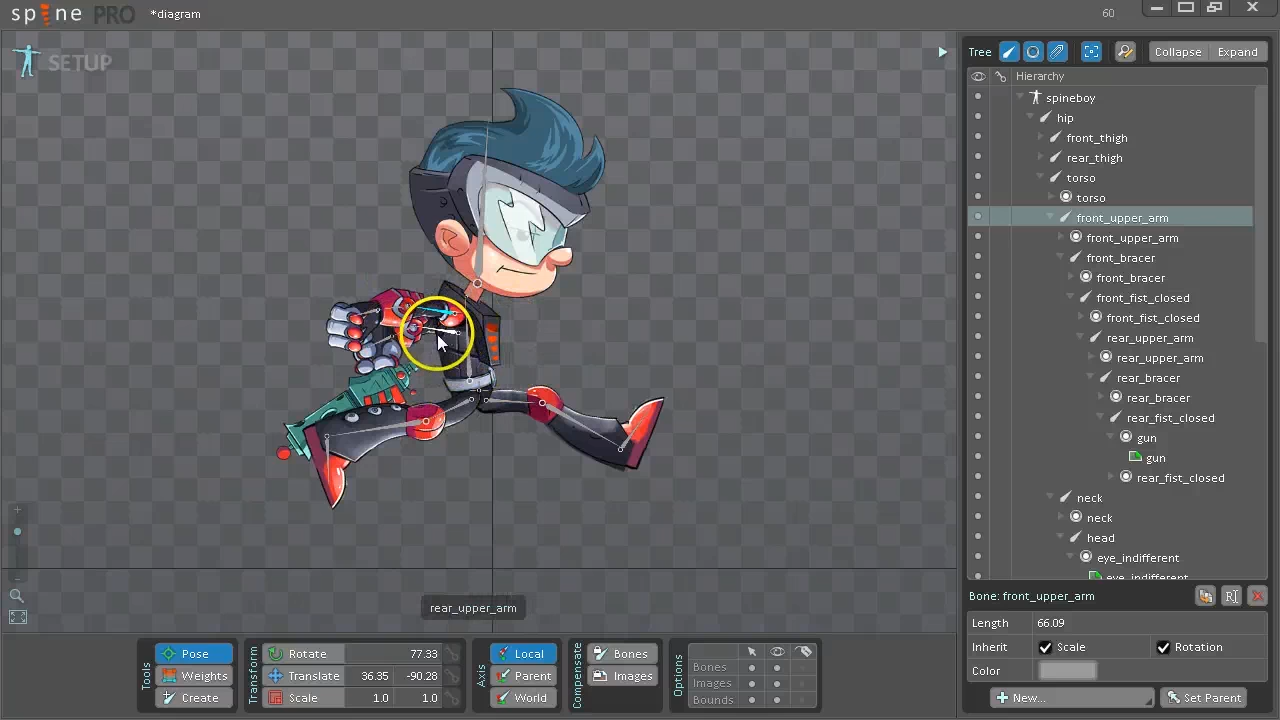 spine PRO *diagram 60
SETUP
Tree Collapse Expand
Hierarchy
spineboy
hip
front_thigh
rear_thigh
torso
torso
front_upper_arm
front_upper_arm
front_bracer
front_bracer
front_fist_closed
front_fist_closed
rear_upper_arm
rear_upper_arm
rear_bracer
rear_bracer
rear_fist_closed
gun
gun
rear_fist_closed
neck
neck
head
eye_indifferent
eye_indifferent
rear_upper_arm
Bone: front_upper_arm
Length 66.09
Inherit Scale Rotation
Color
New... Set Parent
Tools
Pose
Weights
Create
Transform
Rotate 77.33
Translate 36.35 -90.28
Scale 1.0 1.0
Axis
Local
Parent
World
Compensate
Bones
Images
Options
Bones
Images
Bounds